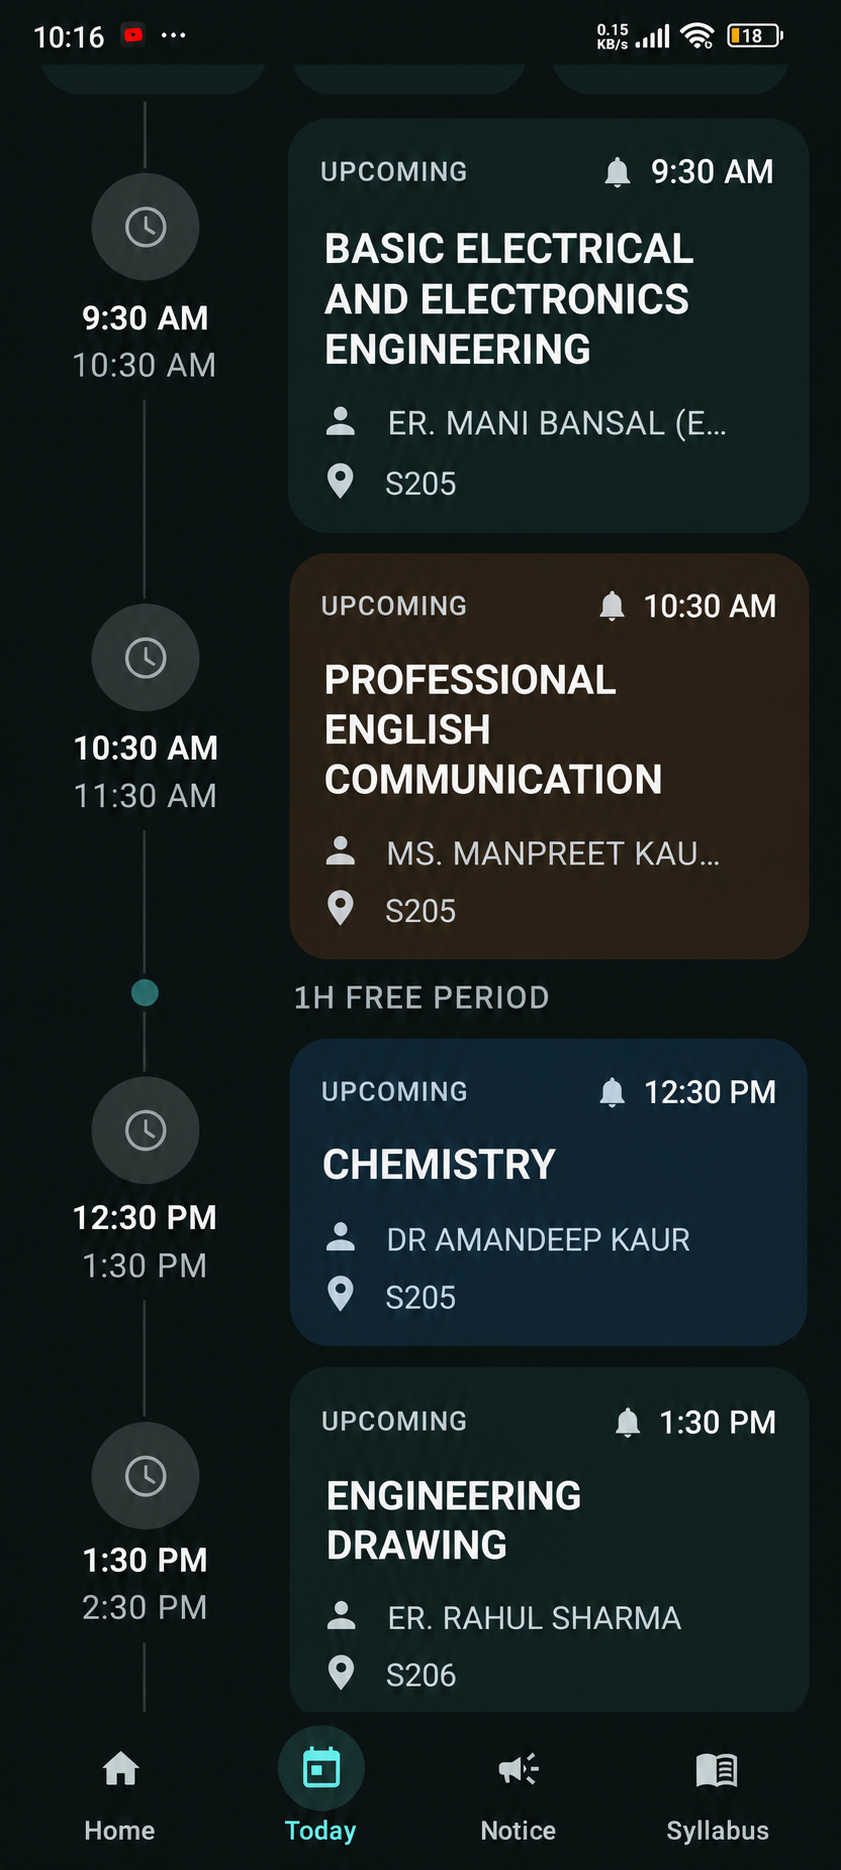 10:16
0.15
KB/s
18
UPCOMING
9:30 AM
BASIC ELECTRICAL
AND ELECTRONICS
ENGINEERING
ER. MANI BANSAL (E...
S205
9:30 AM
10:30 AM
UPCOMING
10:30 AM
PROFESSIONAL
ENGLISH
COMMUNICATION
MS. MANPREET KAU...
S205
10:30 AM
11:30 AM
1H FREE PERIOD
UPCOMING
12:30 PM
CHEMISTRY
DR AMANDEEP KAUR
S205
12:30 PM
1:30 PM
UPCOMING
1:30 PM
ENGINEERING
DRAWING
ER. RAHUL SHARMA
S206
1:30 PM
2:30 PM
Home
Today
Notice
Syllabus